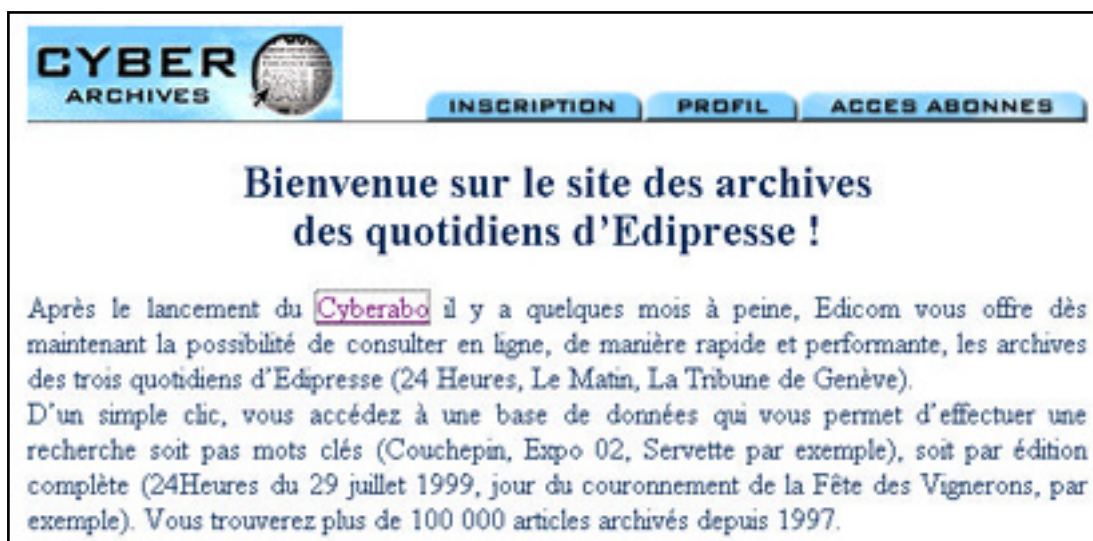 CYBER
ARCHIVES
INSCRIPTION PROFIL ACCES ABONNES
Bienvenue sur le site des archives
des quotidiens d'Edipresse !
Après le lancement du Cyberabo il y a quelques mois à peine, Edicom vous offre dès
maintenant la possibilité de consulter en ligne, de manière rapide et performante, les archives
des trois quotidiens d'Edipresse (24 Heures, Le Matin, La Tribune de Genève).
D'un simple clic, vous accédez à une base de données qui vous permet d'effectuer une
recherche soit pas mots clés (Couchepin, Expo 02, Servette par exemple), soit par édition
complète (24Heures du 29 juillet 1999, jour du couronnement de la Fête des Vignerons, par
exemple). Vous trouverez plus de 100 000 articles archivés depuis 1997.